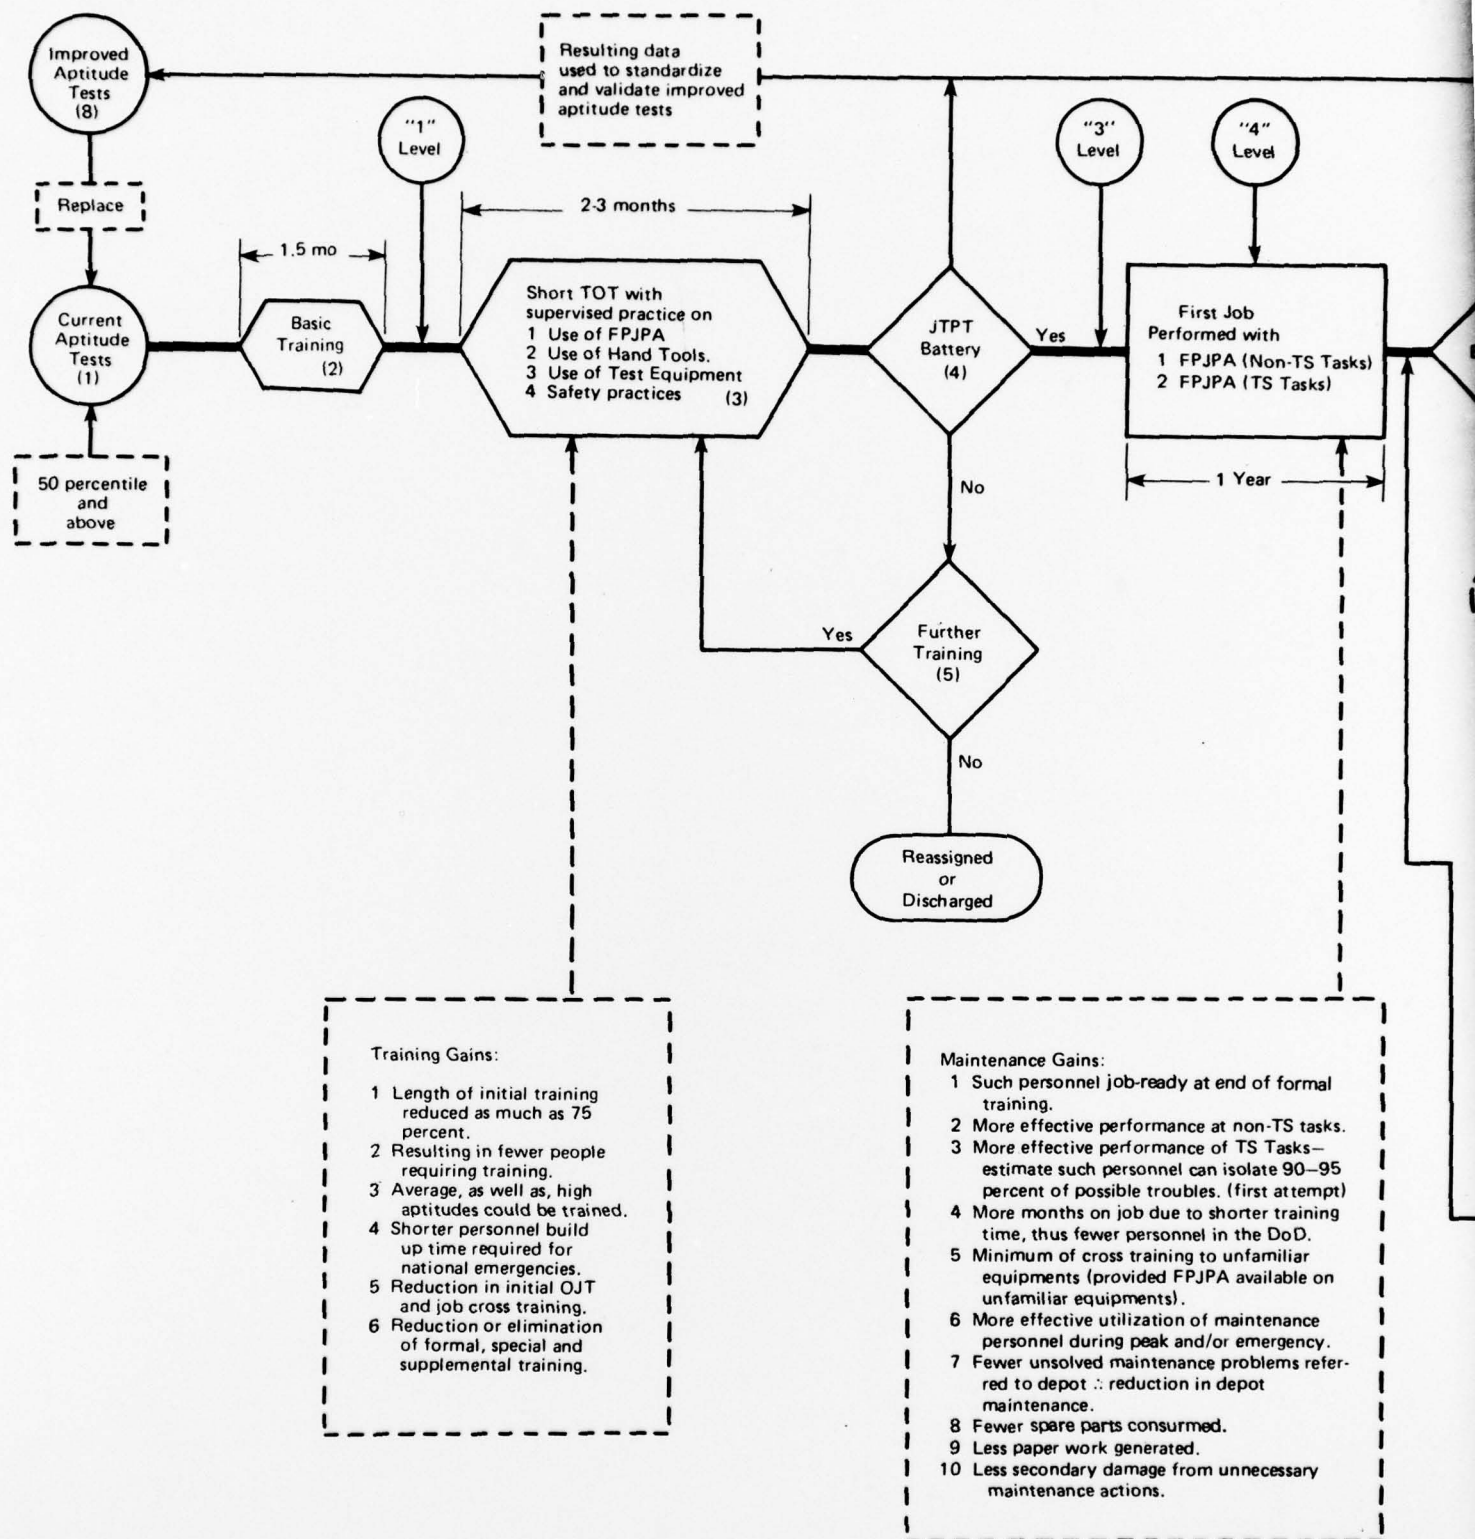 Improved
Aptitude
Tests
(8)
Resulting data
used to standardize
and validate improved
aptitude tests
"1"
Level
"3"
Level
"4"
Level
Replace
2-3 months
1.5 mo
Current
Aptitude
Tests
(1)
Basic
Training
(2)
Short TOT with
supervised practice on
1 Use of FPJPA
2 Use of Hand Tools.
3 Use of Test Equipment
4 Safety practices (3)
JTPT
Battery
(4)
Yes
First Job
Performed with
1 FPJPA (Non-TS Tasks)
2 FPJPA (TS Tasks)
50 percentile
and
above
No
1 Year
Yes
Further
Training
(5)
No
Reassigned
or
Discharged
Training Gains:
1 Length of initial training
reduced as much as 75
percent.
2 Resulting in fewer people
requiring training.
3 Average, as well as, high
aptitudes could be trained.
4 Shorter personnel build
up time required for
national emergencies.
5 Reduction in initial OJT
and job cross training.
6 Reduction or elimination
of formal, special and
supplemental training.
Maintenance Gains:
1 Such personnel job-ready at end of formal
training.
2 More effective performance at non-TS tasks.
3 More effective performance of TS Tasks—
estimate such personnel can isolate 90–95
percent of possible troubles. (first attempt)
4 More months on job due to shorter training
time, thus fewer personnel in the DoD.
5 Minimum of cross training to unfamiliar
equipments (provided FPJPA available on
unfamiliar equipments).
6 More effective utilization of maintenance
personnel during peak and/or emergency.
7 Fewer unsolved maintenance problems refer-
red to depot ∴ reduction in depot
maintenance.
8 Fewer spare parts consurmed.
9 Less paper work generated.
10 Less secondary damage from unnecessary
maintenance actions.